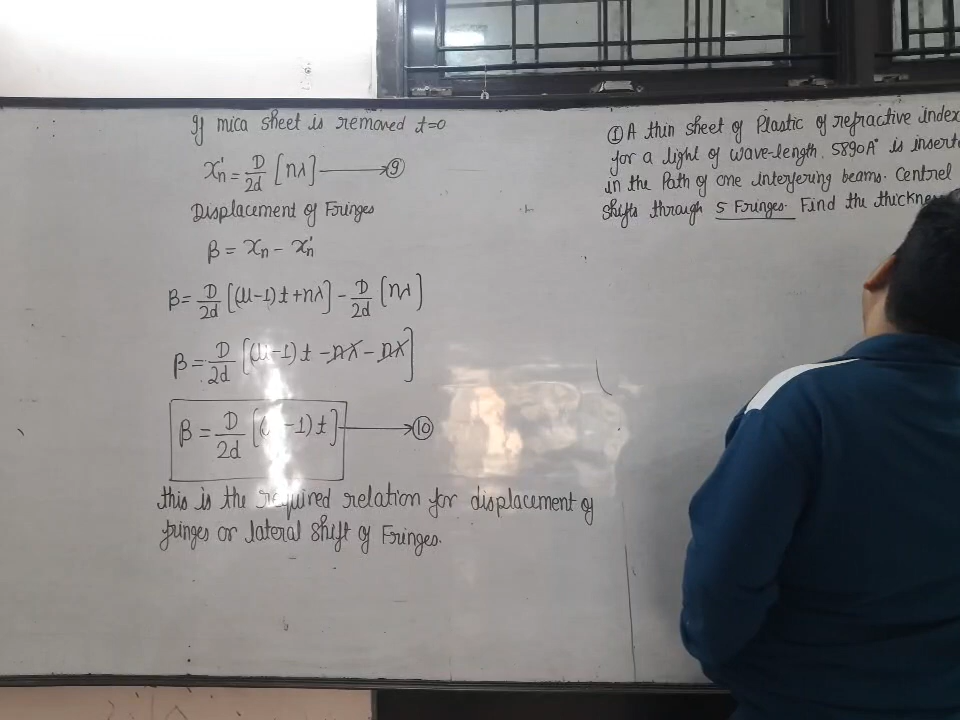 If mica sheet is removed t=0
x'n = D/2d [nλ] → ⑨
Displacement of Fringes
β = xn - x'n
β = D/2d [(μ-1)t + nλ] - D/2d [nλ]
β = D/2d [(μ-1)t - nλ - nλ]
β = D/2d [( -1)t] → ⑩
this is the required relation for displacement of
fringes or lateral shift of Fringes.
① A thin sheet of Plastic of refractive index
for a light of wave-length 5890A° is insert
in the Path of one interfering beams. Centrel
shifts through 5 Fringes. Find the thickne